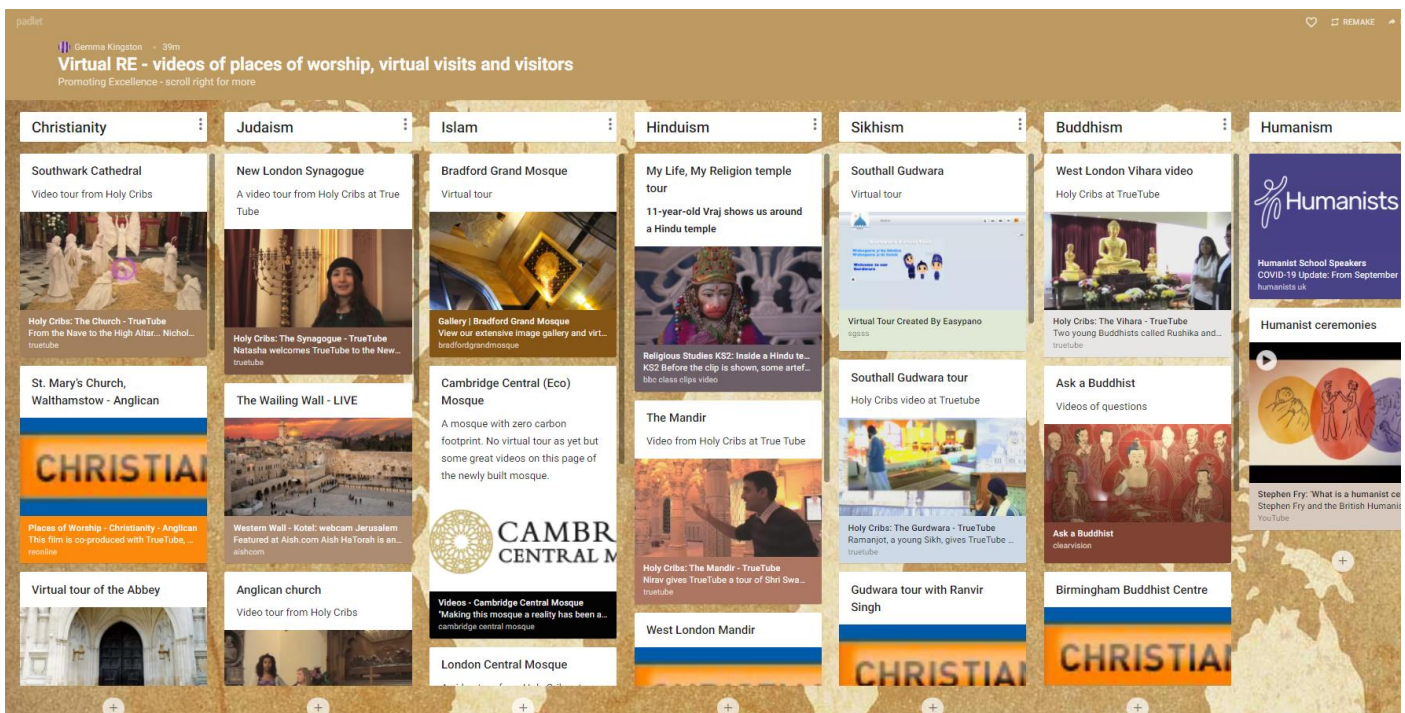 padlet
REMAKE
Gemma Kingston • 39m
Virtual RE - videos of places of worship, virtual visits and visitors
Promoting Excellence - scroll right for more
Christianity
Southwark Cathedral
Video tour from Holy Cribs
Holy Cribs: The Church - TrueTube
From the Nave to the High Altar... Nichol...
truetube
St. Mary's Church,
Walthamstow - Anglican
CHRISTIAI
Places of Worship - Christianity - Anglican
This film is co-produced with TrueTube, ...
reonline
Virtual tour of the Abbey
Judaism
New London Synagogue
A video tour from Holy Cribs at True
Tube
Holy Cribs: The Synagogue - TrueTube
Natasha welcomes TrueTube to the New...
truetube
The Wailing Wall - LIVE
Western Wall - Kotel: webcam Jerusalem
Featured at Aish.com Aish HaTorah is an...
aishcom
Anglican church
Video tour from Holy Cribs
Islam
Bradford Grand Mosque
Virtual tour
Gallery | Bradford Grand Mosque
View our extensive image gallery and virt...
bradfordgrandmosque
Cambridge Central (Eco)
Mosque
A mosque with zero carbon
footprint. No virtual tour as yet but
some great videos on this page of
the newly built mosque.
CAMBR
CENTRAL M
Videos - Cambridge Central Mosque
"Making this mosque a reality has been a...
cambridge central mosque
London Central Mosque
Hinduism
My Life, My Religion temple
tour
11-year-old Vraj shows us around
a Hindu temple
Religious Studies KS2: Inside a Hindu te...
KS2 Before the clip is shown, some artef...
bbc class clips video
The Mandir
Video from Holy Cribs at True Tube
Holy Cribs: The Mandir - TrueTube
Nirav gives TrueTube a tour of Shri Swa...
truetube
West London Mandir
Sikhism
Southall Gudwara
Virtual tour
Welcome to our
Gurdwara
Virtual Tour Created By Easypano
sgsss
Southall Gudwara tour
Holy Cribs video at Truetube
Holy Cribs: The Gurdwara - TrueTube
Ramanjot, a young Sikh, gives TrueTube ...
truetube
Gudwara tour with Ranvir
Singh
CHRISTIAI
Buddhism
West London Vihara video
Holy Cribs at TrueTube
Holy Cribs: The Vihara - TrueTube
Two young Buddhists called Rushika and...
truetube
Ask a Buddhist
Videos of questions
Ask a Buddhist
clearvision
Birmingham Buddhist Centre
CHRISTIAI
Humanism
Humanists
Humanist School Speakers
COVID-19 Update: From September
humanists uk
Humanist ceremonies
Stephen Fry: 'What is a humanist ce
Stephen Fry and the British Humanis
YouTube